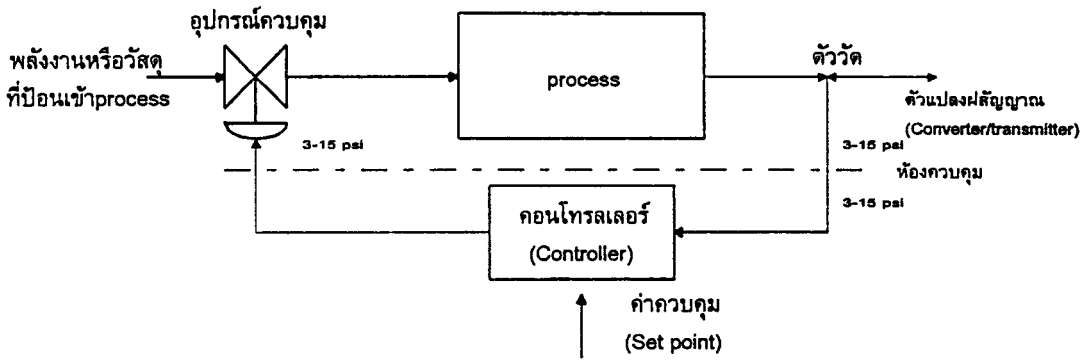 อุปกรณ์ควบคุม
พลังงานหรือวัสดุ
ที่ป้อนเข้าprocess
process
ตัววัด
ตัวแปลงฝสัญญาณ
(Converter/transmitter)
3-15 psi
3-15 psi
ห้องควบคุม
3-15 psi
คอนโทรลเลอร์
(Controller)
ค่าควบคุม
(Set point)